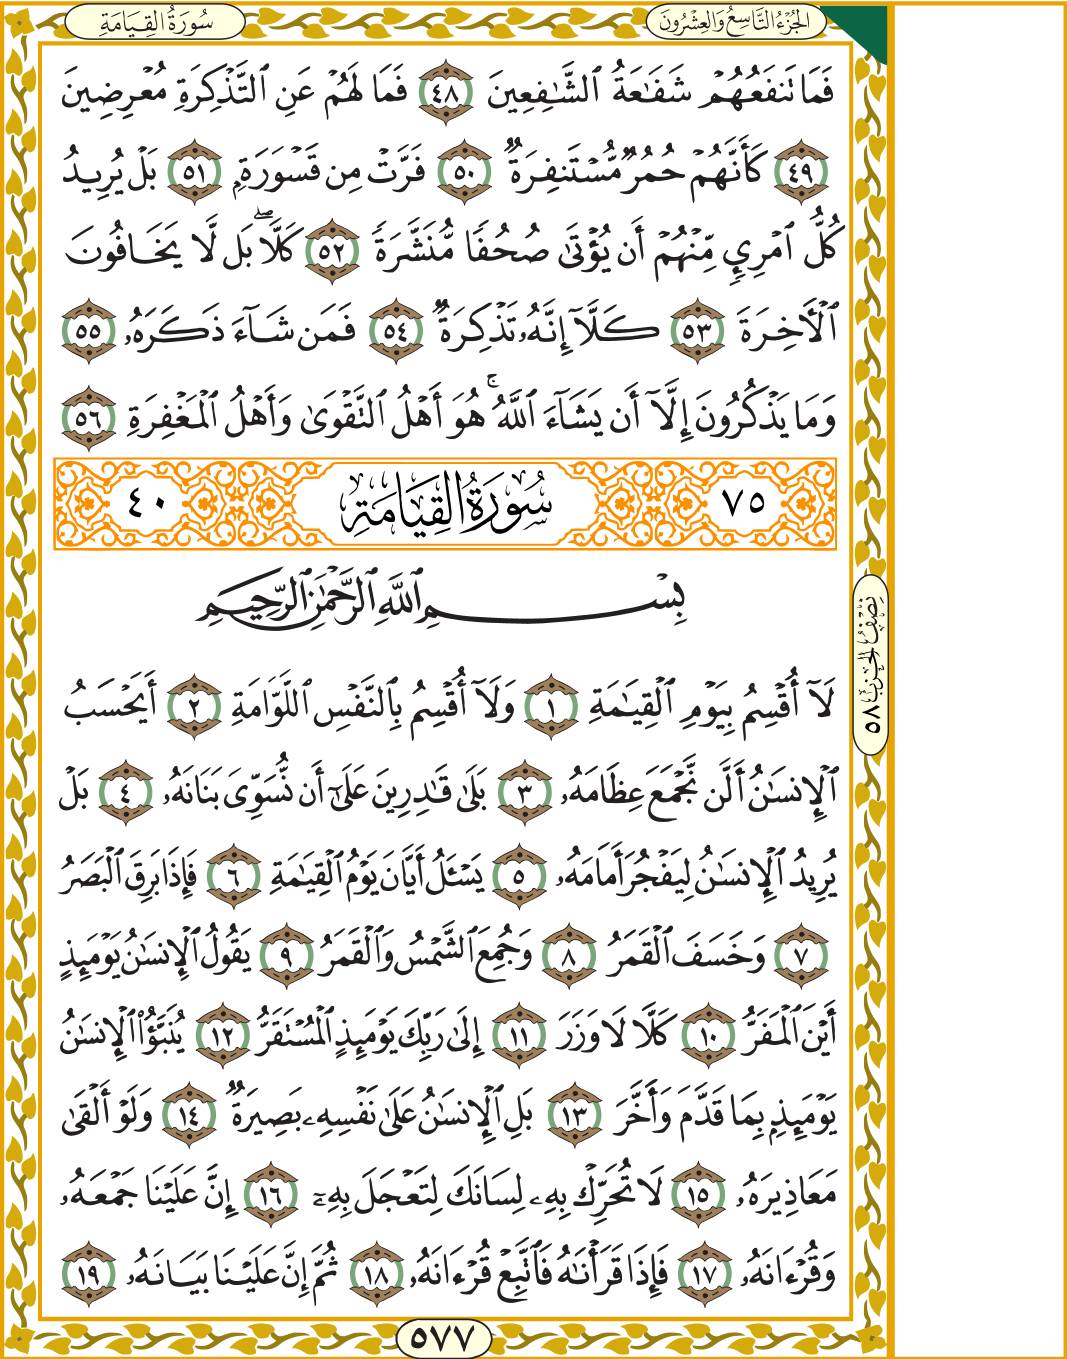 سُورَةُ القِيَامَةِ
الجُزْءُ التَّاسِعُ وَالعِشْرُونَ
فَمَا تَنفَعُهُمْ شَفَـٰعَةُ ٱلشَّـٰفِعِينَ ٤٨ فَمَا لَهُمْ عَنِ ٱلتَّذْكِرَةِ مُعْرِضِينَ
٤٩ كَأَنَّهُمْ حُمُرٌ مُّسْتَنفِرَةٌ ٥٠ فَرَّتْ مِن قَسْوَرَةٍۭ ٥١ بَلْ يُرِيدُ
كُلُّ ٱمْرِئٍ مِّنْهُمْ أَن يُؤْتَىٰ صُحُفًا مُّنَشَّرَةً ٥٢ كَلَّا ۖ بَل لَّا يَخَافُونَ
ٱلْـَٔاخِرَةَ ٥٣ كَلَّآ إِنَّهُۥ تَذْكِرَةٌ ٥٤ فَمَن شَآءَ ذَكَرَهُۥ ٥٥
وَمَا يَذْكُرُونَ إِلَّآ أَن يَشَآءَ ٱللَّهُ ۚ هُوَ أَهْلُ ٱلتَّقْوَىٰ وَأَهْلُ ٱلْمَغْفِرَةِ ٥٦
٧٥ سُورَةُ القِيَامَةِ ٤٠
بِسْمِ ٱللَّهِ ٱلرَّحْمَـٰنِ ٱلرَّحِيمِ
لَآ أُقْسِمُ بِيَوْمِ ٱلْقِيَـٰمَةِ ١ وَلَآ أُقْسِمُ بِٱلنَّفْسِ ٱللَّوَّامَةِ ٢ أَيَحْسَبُ
ٱلْإِنسَـٰنُ أَلَّن نَّجْمَعَ عِظَامَهُۥ ٣ بَلَىٰ قَـٰدِرِينَ عَلَىٰٓ أَن نُّسَوِّىَ بَنَانَهُۥ ٤ بَلْ
يُرِيدُ ٱلْإِنسَـٰنُ لِيَفْجُرَ أَمَامَهُۥ ٥ يَسْـَٔلُ أَيَّانَ يَوْمُ ٱلْقِيَـٰمَةِ ٦ فَإِذَا بَرِقَ ٱلْبَصَرُ
٧ وَخَسَفَ ٱلْقَمَرُ ٨ وَجُمِعَ ٱلشَّمْسُ وَٱلْقَمَرُ ٩ يَقُولُ ٱلْإِنسَـٰنُ يَوْمَئِذٍ
أَيْنَ ٱلْمَفَرُّ ١٠ كَلَّا لَا وَزَرَ ١١ إِلَىٰ رَبِّكَ يَوْمَئِذٍ ٱلْمُسْتَقَرُّ ١٢ يُنَبَّؤُا۟ ٱلْإِنسَـٰنُ
يَوْمَئِذٍۭ بِمَا قَدَّمَ وَأَخَّرَ ١٣ بَلِ ٱلْإِنسَـٰنُ عَلَىٰ نَفْسِهِۦ بَصِيرَةٌ ١٤ وَلَوْ أَلْقَىٰ
مَعَاذِيرَهُۥ ١٥ لَا تُحَرِّكْ بِهِۦ لِسَانَكَ لِتَعْجَلَ بِهِۦٓ ١٦ إِنَّ عَلَيْنَا جَمْعَهُۥ
وَقُرْءَانَهُۥ ١٧ فَإِذَا قَرَأْنَـٰهُ فَٱتَّبِعْ قُرْءَانَهُۥ ١٨ ثُمَّ إِنَّ عَلَيْنَا بَيَانَهُۥ ١٩
نِصْفُ الحِزْبِ ٥٨
٥٧٧